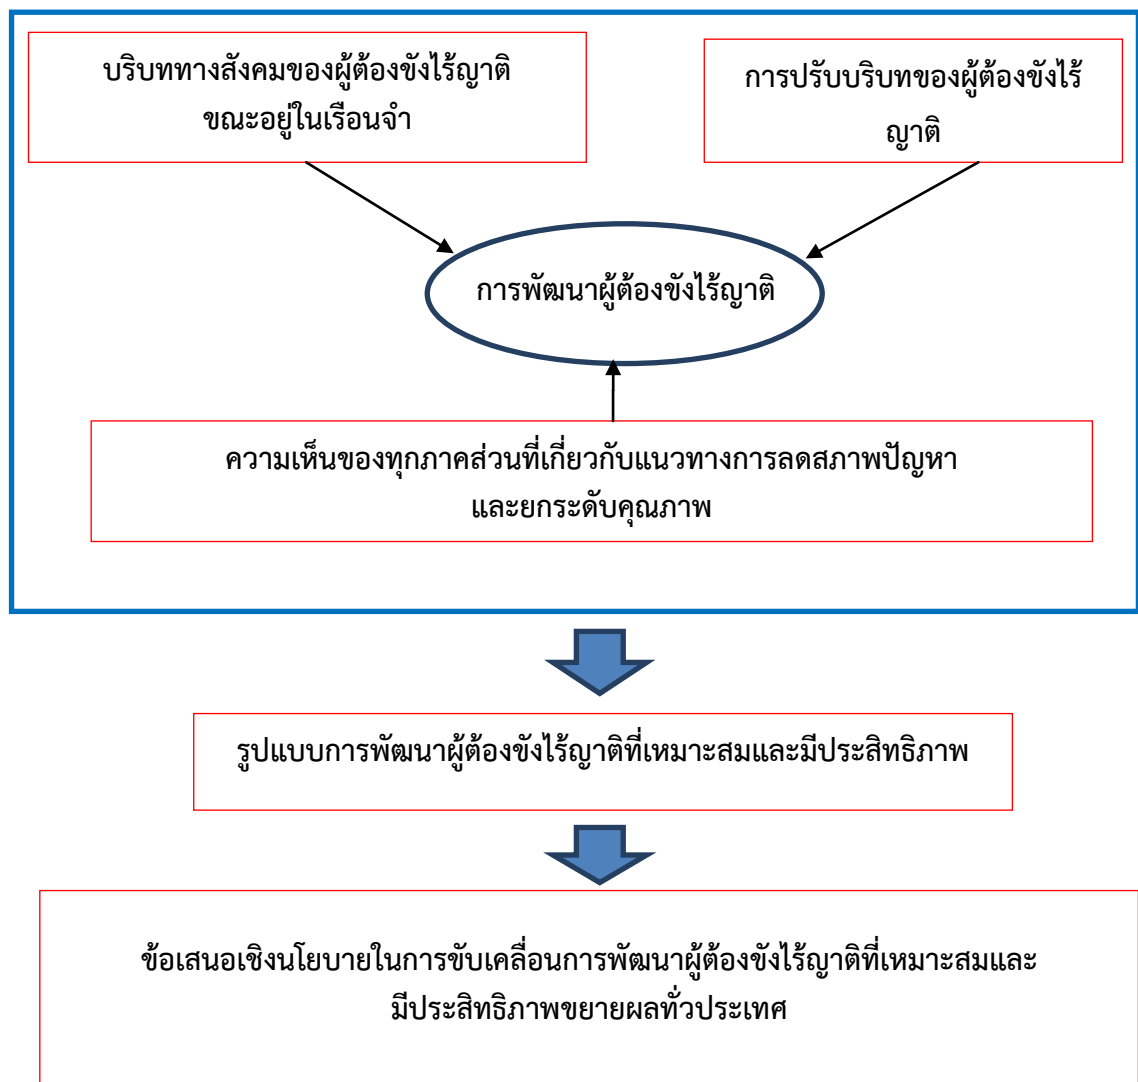 บริบททางสังคมของผู้ต้องขังไร้ญาติ
ขณะอยู่ในเรือนจำ
การปรับบริบทของผู้ต้องขังไร้
ญาติ
การพัฒนาผู้ต้องขังไร้ญาติ
ความเห็นของทุกภาคส่วนที่เกี่ยวกับแนวทางการลดสภาพปัญหา
และยกระดับคุณภาพ
รูปแบบการพัฒนาผู้ต้องขังไร้ญาติที่เหมาะสมและมีประสิทธิภาพ
ข้อเสนอเชิงนโยบายในการขับเคลื่อนการพัฒนาผู้ต้องขังไร้ญาติที่เหมาะสมและ
มีประสิทธิภาพขยายผลทั่วประเทศ